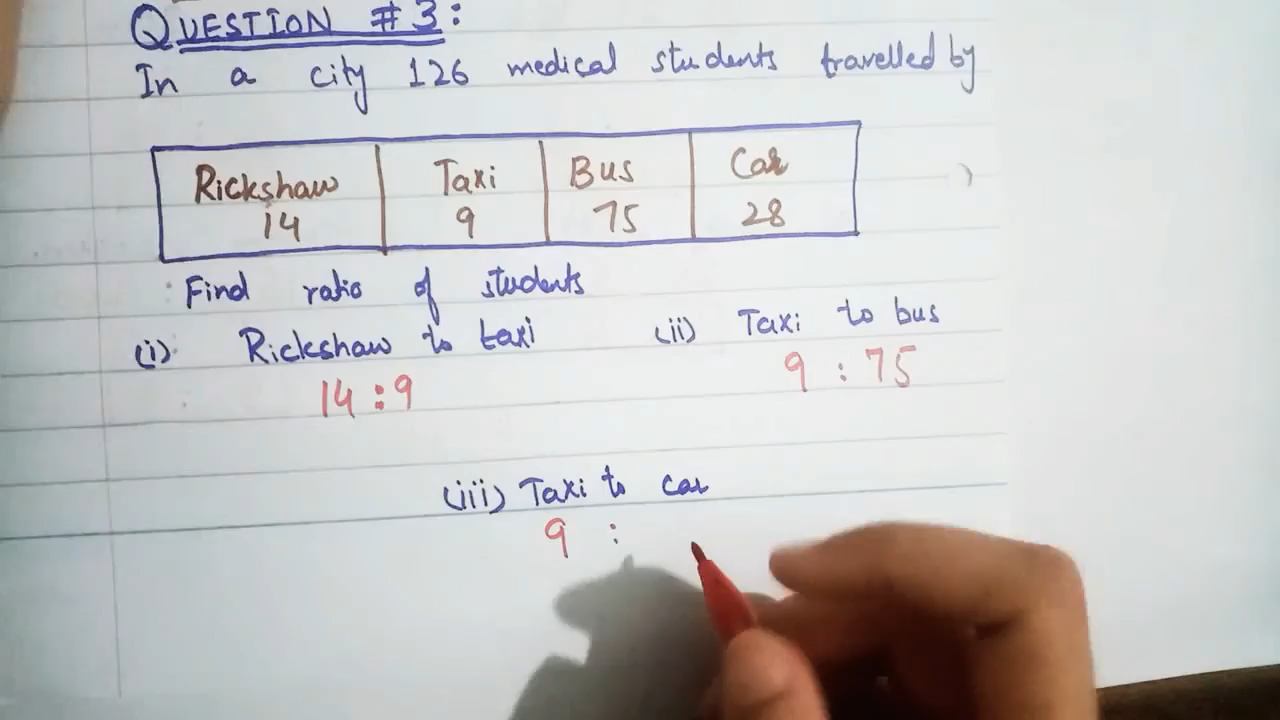 QUESTION #3:
In a city 126 medical students travelled by
Rickshaw Taxi Bus Car
14 9 75 28
Find ratio of students
(i) Rickshaw to taxi (ii) Taxi to bus
14 : 9 9 : 75
(iii) Taxi to car
9 :